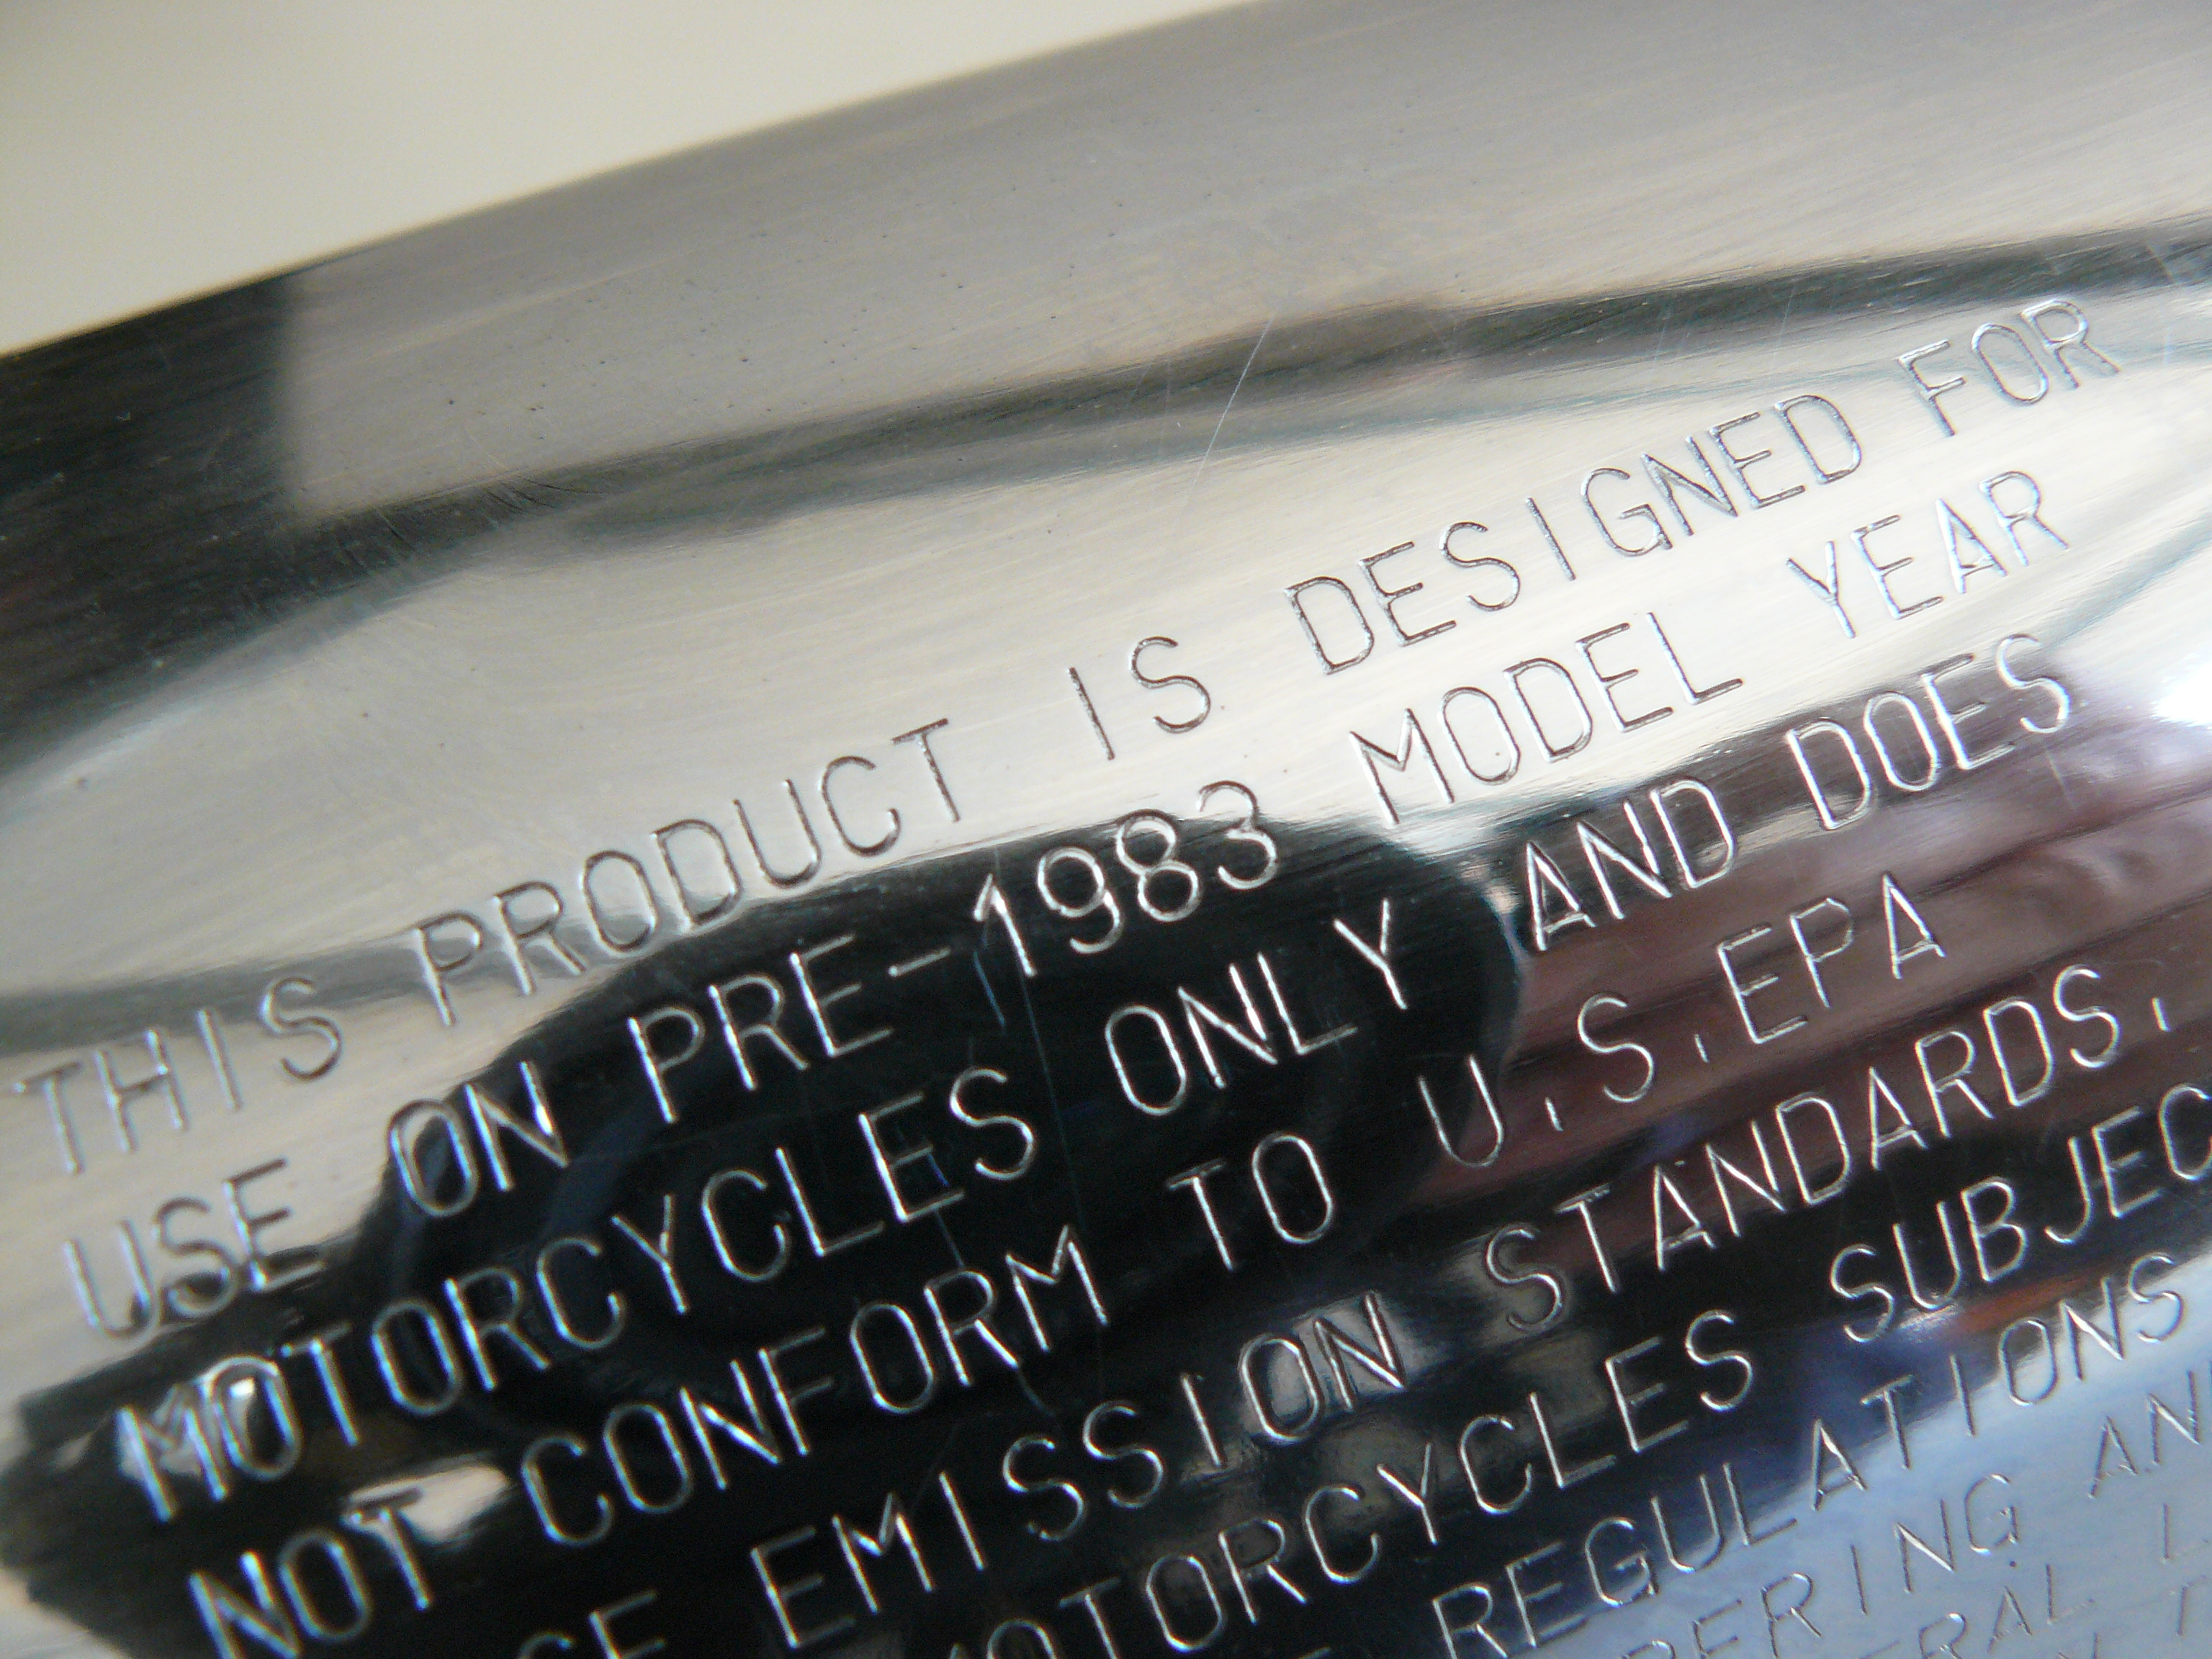 THIS PRODUCT IS DESIGNED FOR
USE ON PRE-1983 MODEL YEAR
MOTORCYCLES ONLY AND DOES
NOT CONFORM TO U.S.EPA
EMISSION STANDARDS.
MOTORCYCLES SUBJEC
REGULATIONS